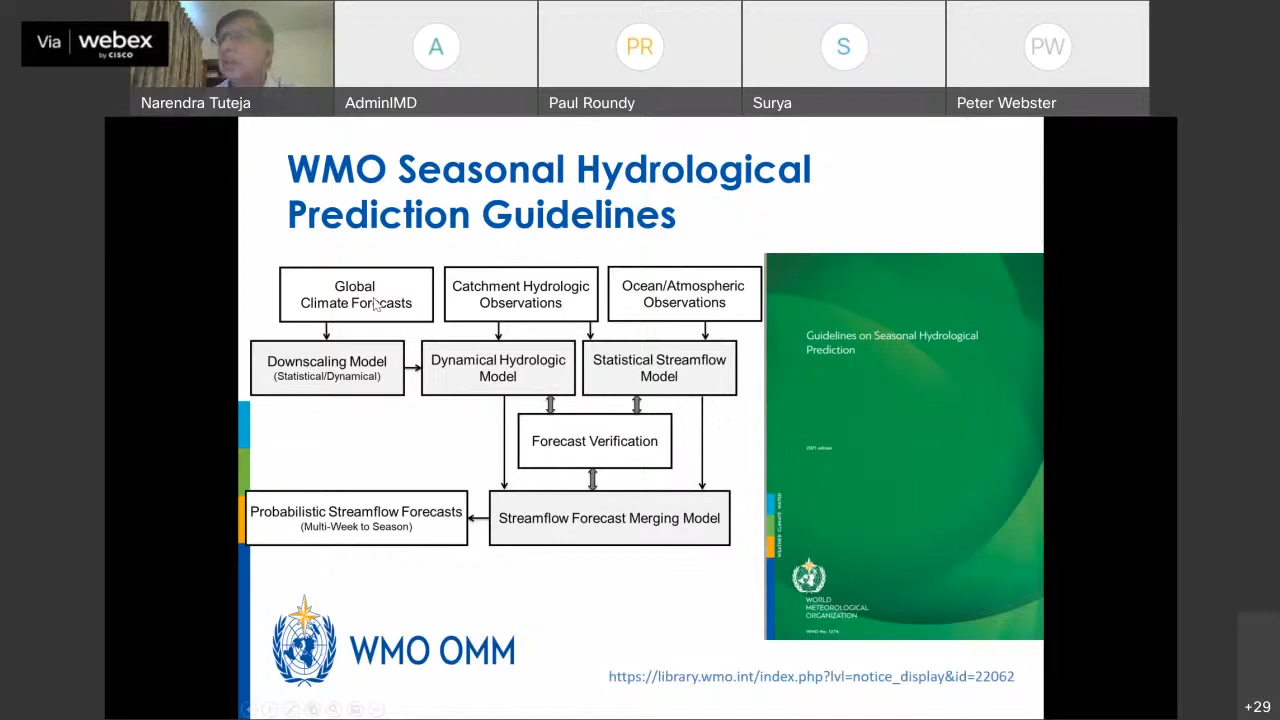 Via webex
by CISCO
A
PR
S
PW
Narendra Tuteja
AdminIMD
Paul Roundy
Surya
Peter Webster
WMO Seasonal Hydrological
Prediction Guidelines
Global
Climate Forecasts
Catchment Hydrologic
Observations
Ocean/Atmospheric
Observations
Downscaling Model
(Statistical/Dynamical)
Dynamical Hydrologic
Model
Statistical Streamflow
Model
Forecast Verification
Probabilistic Streamflow Forecasts
(Multi-Week to Season)
Streamflow Forecast Merging Model
Guidelines on Seasonal Hydrological
Prediction
2021 edition
WEATHER CLIMATE WATER
WORLD
METEOROLOGICAL
ORGANIZATION
WMO-No. 1274
WMO OMM
https://library.wmo.int/index.php?lvl=notice_display&id=22062
+29